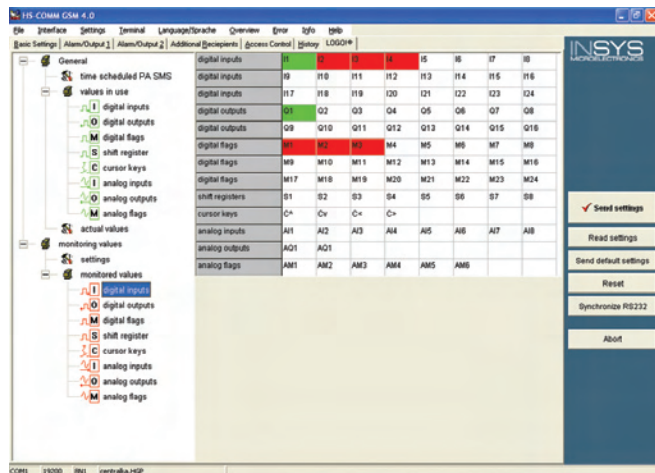 HS-COMM GSM 4.0
File Interface Settings Terminal Language/Sprache Overview Error Info Help
Basic Settings Alarm/Output 1 Alarm/Output 2 Additional Reciepients Access Control History LOGO!®
INSYS
MICROELECTRONICS
General
time scheduled PA SMS
values in use
I digital inputs
O digital outputs
M digital flags
S shift register
C cursor keys
I analog inputs
O analog outputs
M analog flags
actual values
monitoring values
settings
monitored values
I digital inputs
O digital outputs
M digital flags
S shift register
C cursor keys
I analog inputs
O analog outputs
M analog flags
digital inputs I1 I2 I3 I4 I5 I6 I7 I8
digital inputs I9 I10 I11 I12 I13 I14 I15 I16
digital inputs I17 I18 I19 I20 I21 I22 I23 I24
digital outputs Q1 Q2 Q3 Q4 Q5 Q6 Q7 Q8
digital outputs Q9 Q10 Q11 Q12 Q13 Q14 Q15 Q16
digital flags M1 M2 M3 M4 M5 M6 M7 M8
digital flags M9 M10 M11 M12 M13 M14 M15 M16
digital flags M17 M18 M19 M20 M21 M22 M23 M24
shift registers S1 S2 S3 S4 S5 S6 S7 S8
cursor keys C^ Cv C< C>
analog inputs AI1 AI2 AI3 AI4 AI5 AI6 AI7 AI8
analog outputs AQ1 AQ1
analog flags AM1 AM2 AM3 AM4 AM5 AM6
Send settings
Read settings
Send default settings
Reset
Synchronize RS232
Abort
COM1 19200 8N1 centralka.HGP